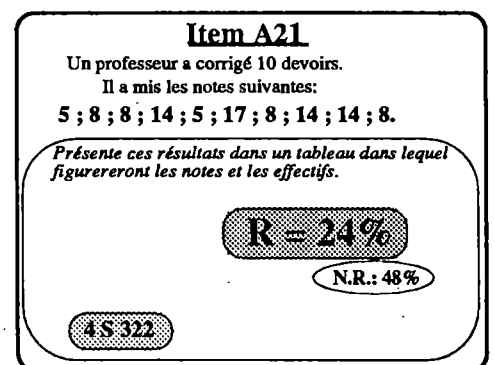 Item A21
Un professeur a corrigé 10 devoirs.
Il a mis les notes suivantes:
5 ; 8 ; 8 ; 14 ; 5 ; 17 ; 8 ; 14 ; 14 ; 8.
Présente ces résultats dans un tableau dans lequel
figurereront les notes et les effectifs.
R = 24%
N.R.: 48%
4 S 322